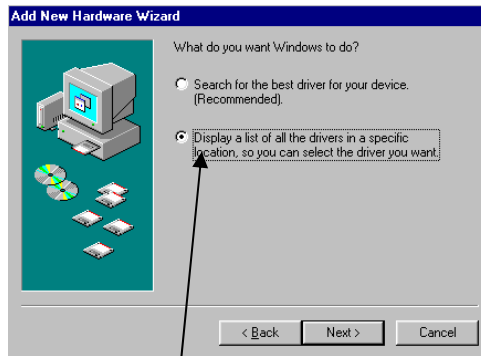 Add New Hardware Wizard
What do you want Windows to do?
Search for the best driver for your device.
(Recommended).
Display a list of all the drivers in a specific
location, so you can select the driver you want.
< Back
Next >
Cancel